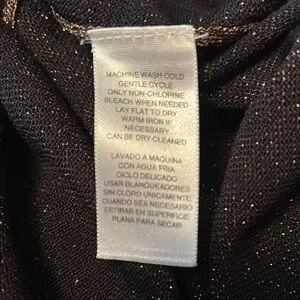 MACHINE WASH COLD
GENTLE CYCLE
ONLY NON-CHLORINE
BLEACH WHEN NEEDED
LAY FLAT TO DRY
WARM IRON IF
NECESSARY
CAN BE DRY CLEANED
LAVADO A MAQUINA
CON AGUA FRIA
CICLO DELICADO
USAR BLANQUEADORES
SIN CLORO UNICAMENTE
CUANDO SEA NECESARIO
ESTIRAR EN SUPERFICIE
PLANA PARA SECAR